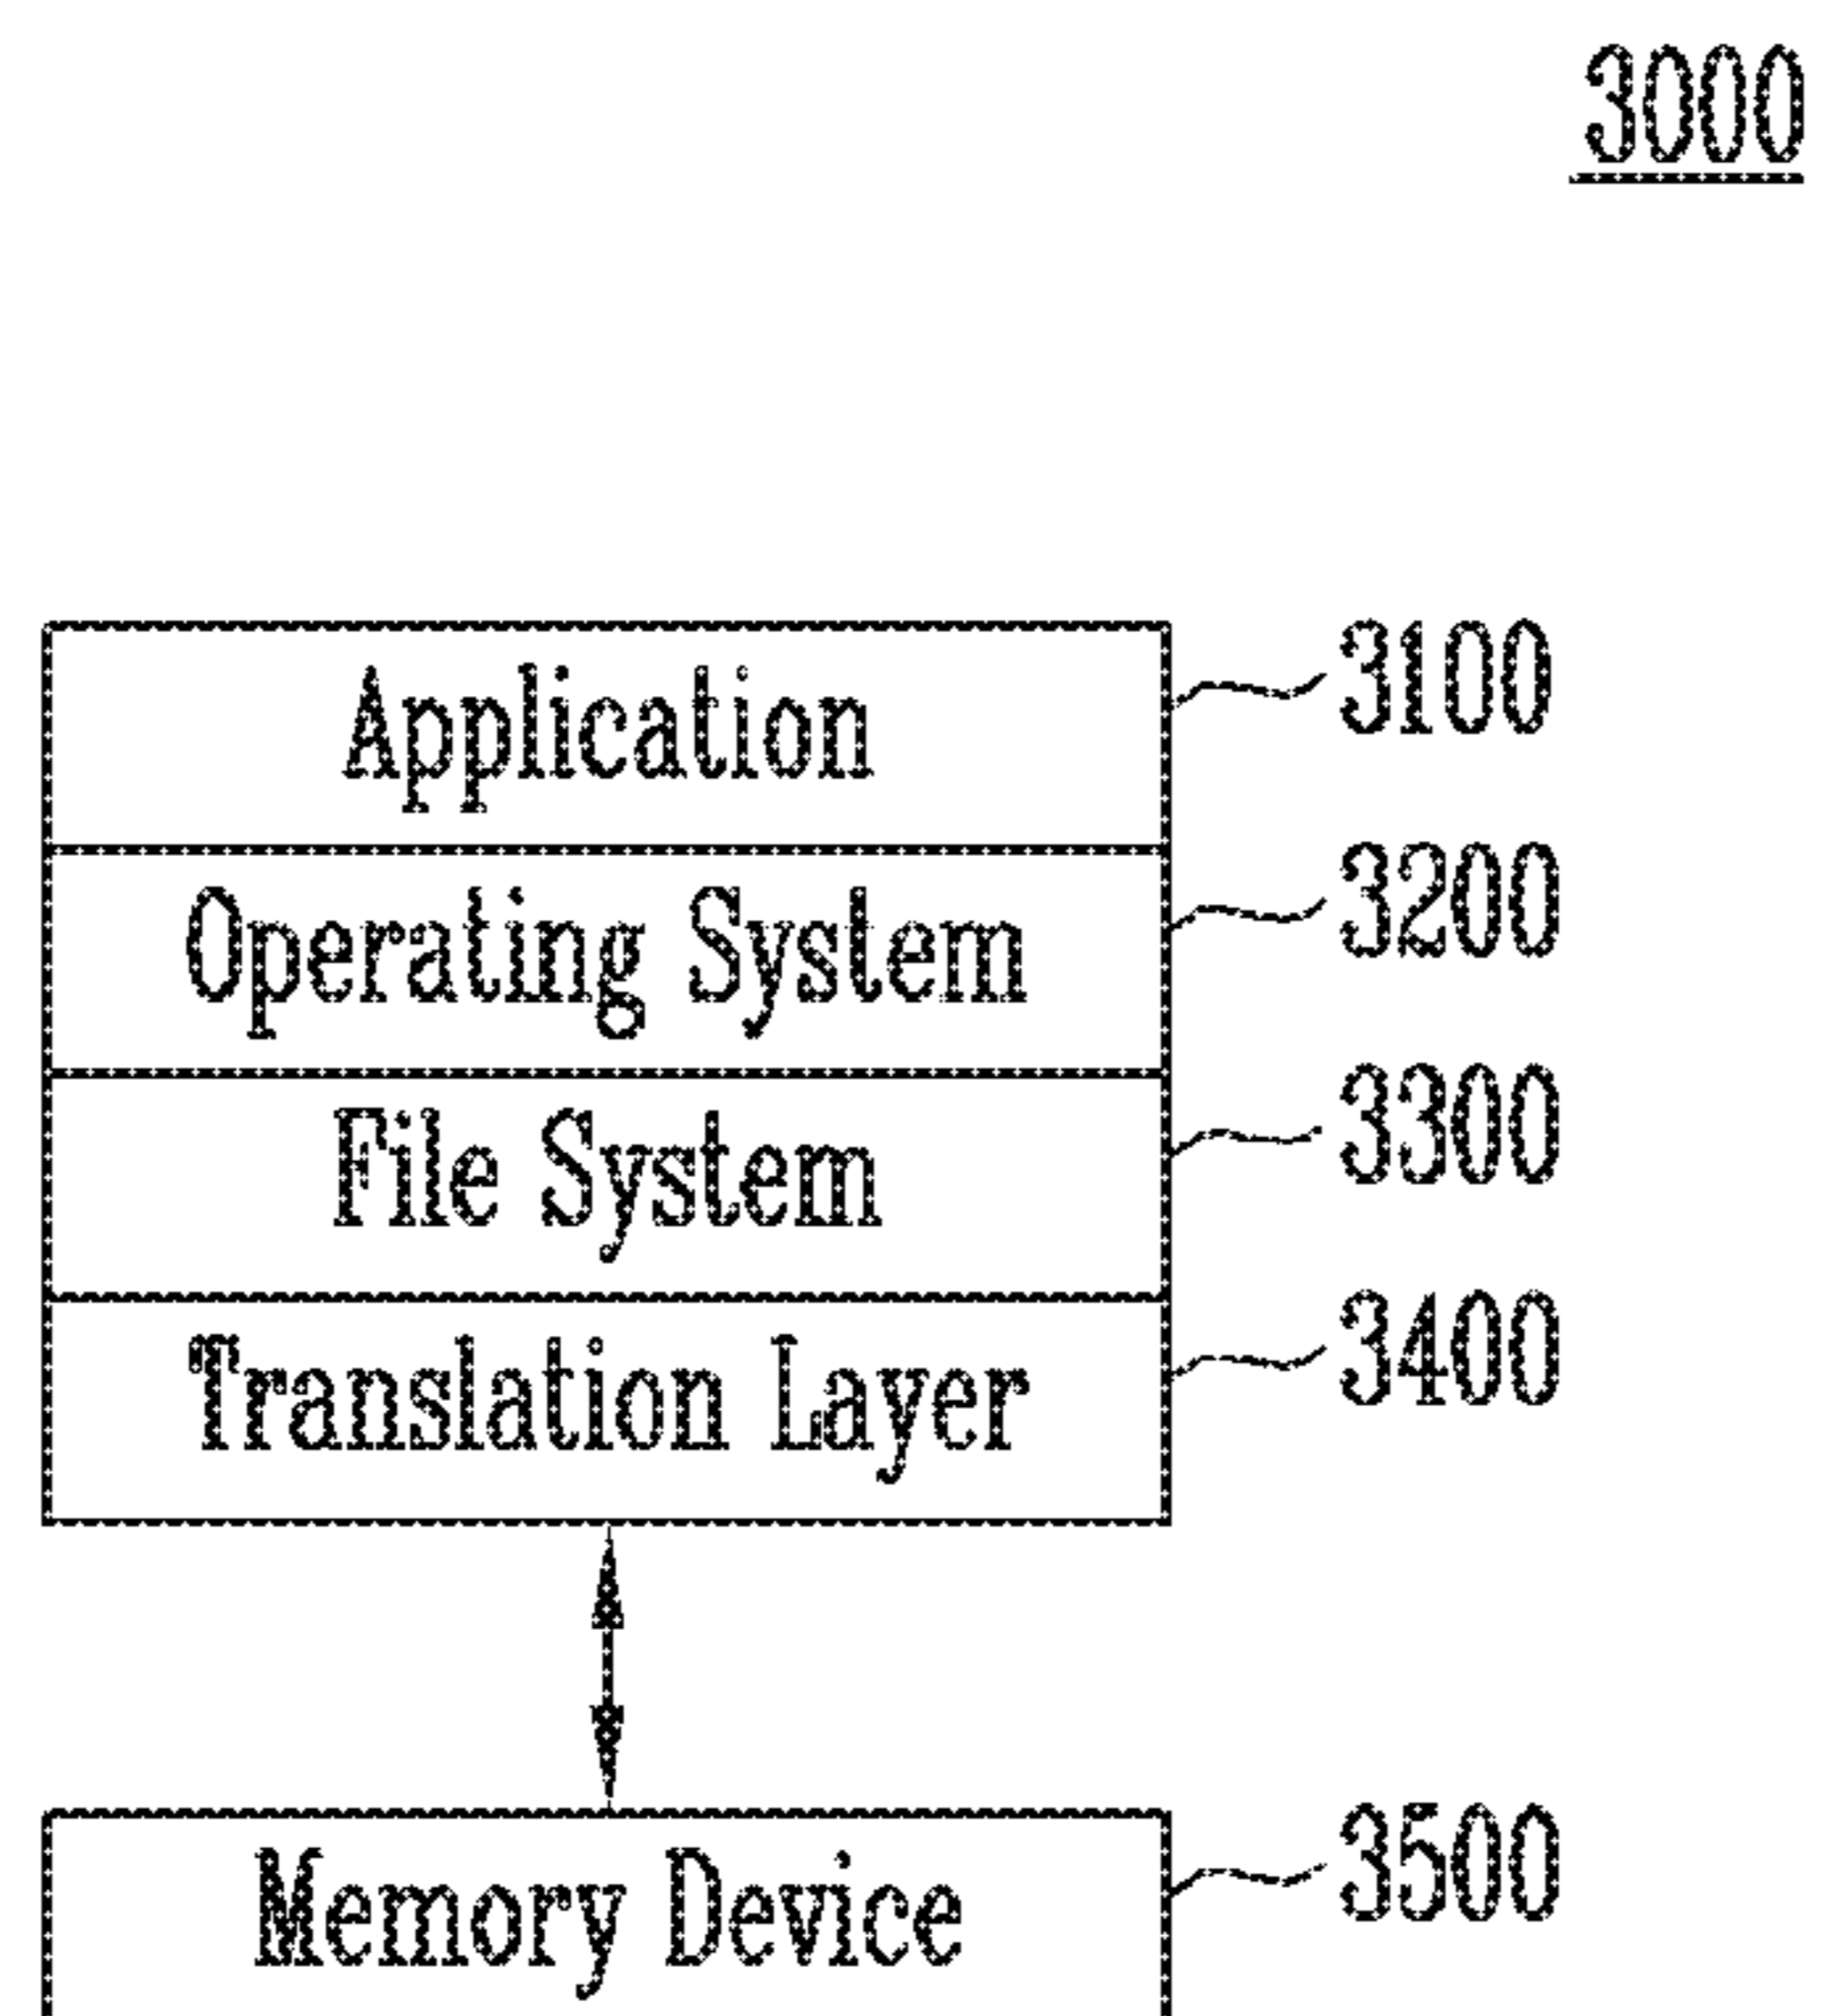 3000
Application 3100
Operating System 3200
File System 3300
Translation Layer 3400
Memory Device 3500